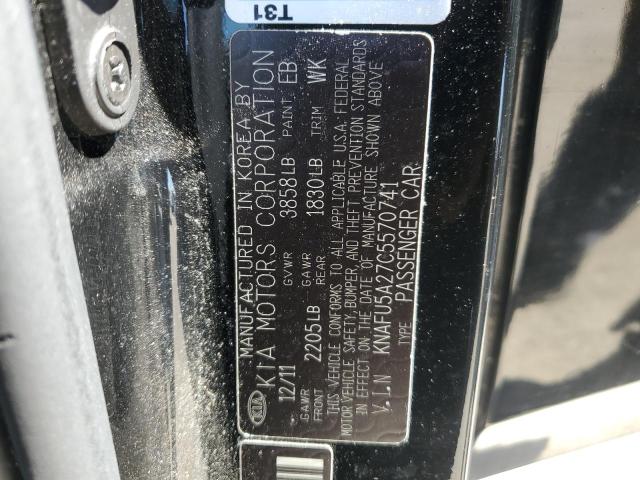 T31
MANUFACTURED IN KOREA BY
KIA KIA MOTORS CORPORATION
12/11 GVWR 3858LB PAINT EB
GAWR FRONT 2205LB GAWR REAR 1830LB TRIM WK
THIS VEHICLE CONFORMS TO ALL APPLICABLE U.S.A. FEDERAL
MOTOR VEHICLE SAFETY, BUMPER, AND THEFT PREVENTION STANDARDS
IN EFFECT ON THE DATE OF MANUFACTURE SHOWN ABOVE
V.I.N KNAFU5A27C5570741
TYPE PASSENGER CAR